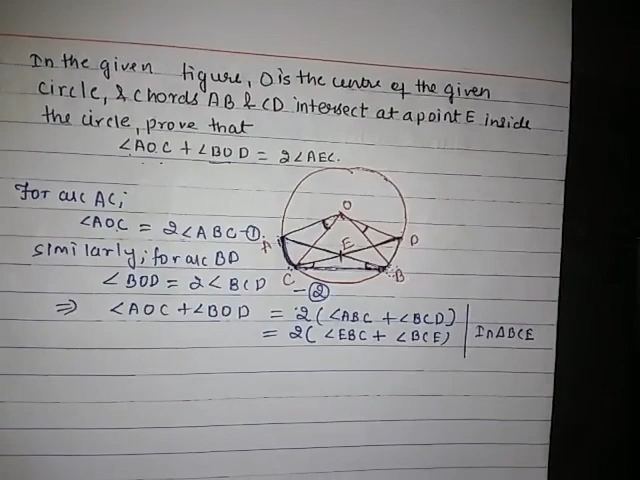 In the given figure, O is the centre of the given
circle, & chords AB & CD intersect at a point E inside
the circle, prove that
∠AOC + ∠BOD = 2∠AEC.
For arc AC;
∠AOC = 2∠ABC-①.
similarly; for arc BD
∠BOD = 2∠BCD
-②
⇒ ∠AOC + ∠BOD = 2(∠ABC + ∠BCD)
= 2(∠EBC + ∠BCE) | In ΔBCE
O
A
D
E
C
B